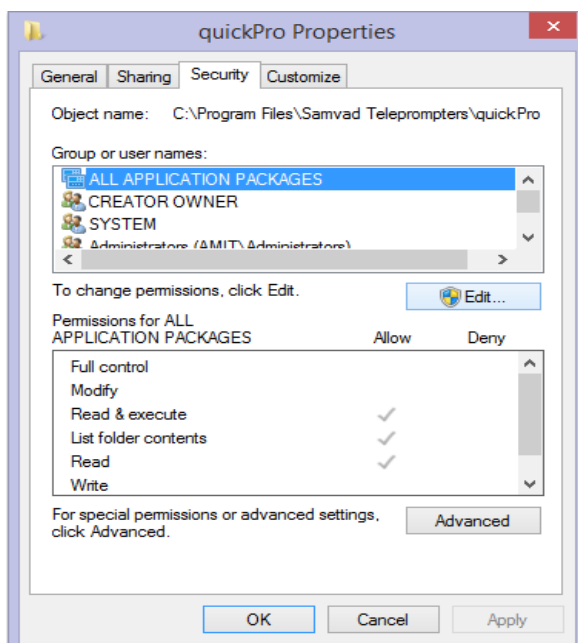 quickPro Properties
General Sharing Security Customize
Object name: C:\Program Files\Samvad Teleprompters\quickPro
Group or user names:
ALL APPLICATION PACKAGES
CREATOR OWNER
SYSTEM
Administrators (AMIT\Administrators)
To change permissions, click Edit.
Edit...
Permissions for ALL
APPLICATION PACKAGES Allow Deny
Full control
Modify
Read & execute
List folder contents
Read
Write
For special permissions or advanced settings,
click Advanced.
Advanced
OK Cancel Apply